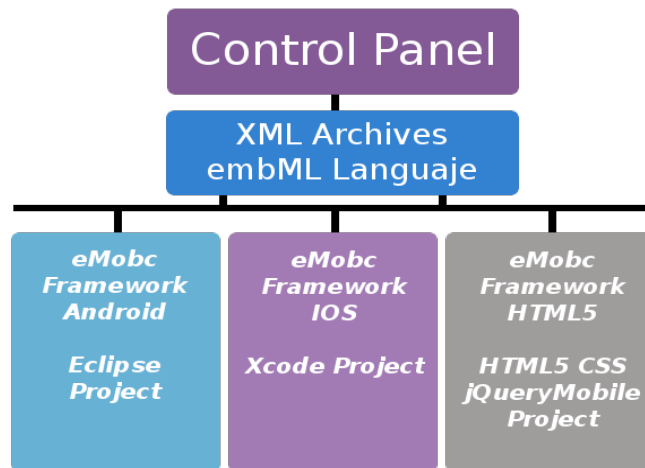 Control Panel
XML Archives
embML Languaje
eMobc
Framework
Android
Eclipse
Project
eMobc
Framework
IOS
Xcode Project
eMobc
Framework
HTML5
HTML5 CSS
jQueryMobile
Project